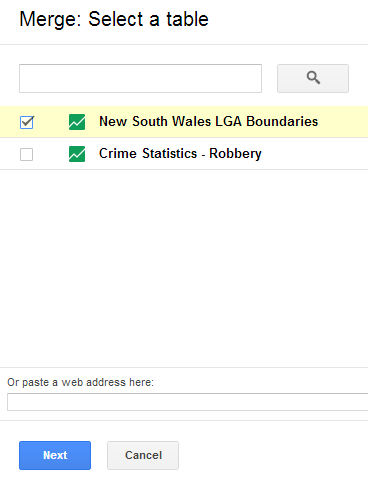 Merge: Select a table
New South Wales LGA Boundaries
Crime Statistics - Robbery
Or paste a web address here:
Next
Cancel